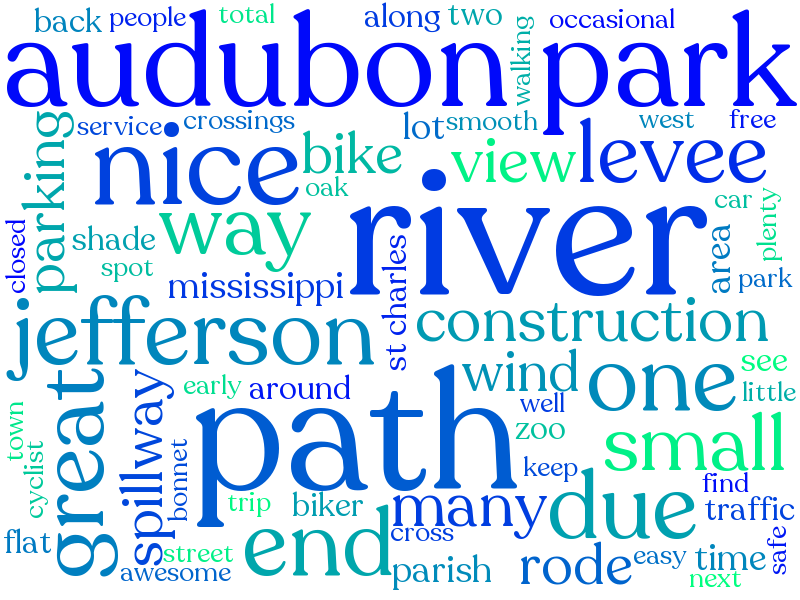 back people total along two occasional
audubon park
walking
service crossings lot smooth west free
parking nice bike view levee
oak
way river car plenty
closed shade area
spot st charles park
mississippi
jefferson construction
wind one see
early around well little
great spillway path zoo small
town cyclist bonnet keep
trip biker many due find traffic
flat end cross safe
street rode easy time
awesome parish next